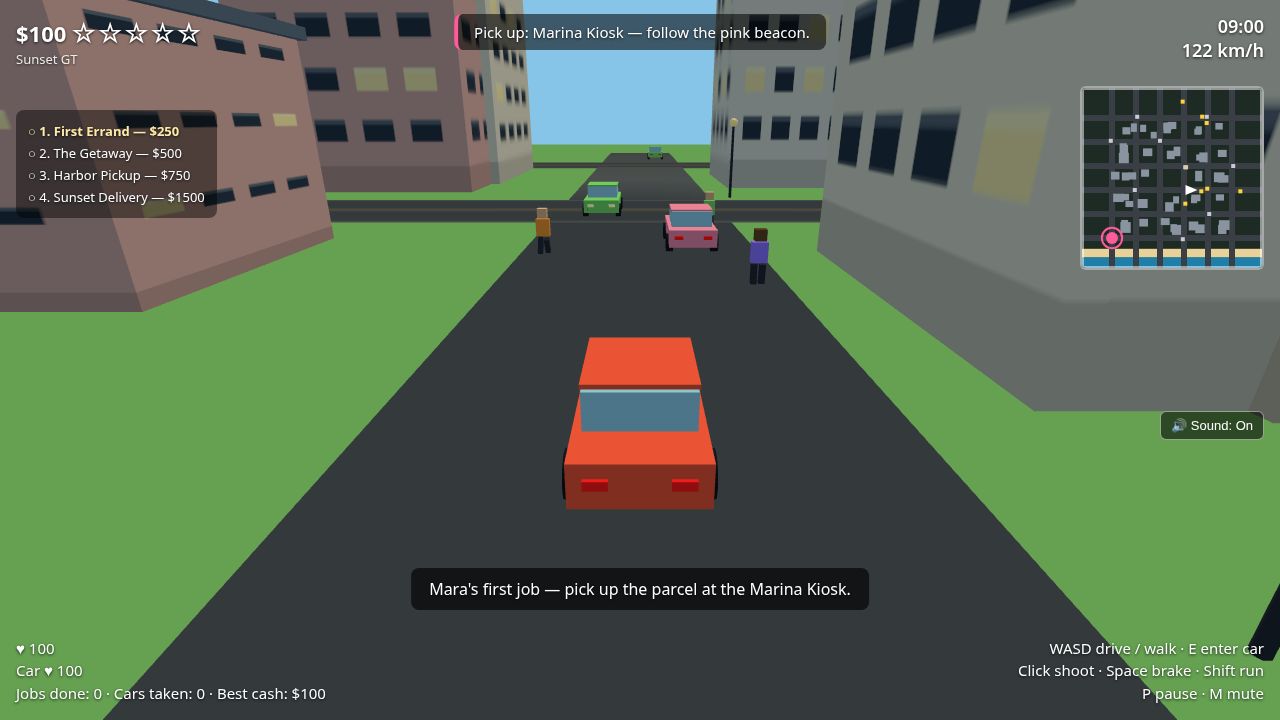 $100 ☆☆☆☆☆
Sunset GT
Pick up: Marina Kiosk — follow the pink beacon.
09:00
122 km/h
○ 1. First Errand — $250
○ 2. The Getaway — $500
○ 3. Harbor Pickup — $750
○ 4. Sunset Delivery — $1500
🔊 Sound: On
Mara's first job — pick up the parcel at the Marina Kiosk.
♥ 100
Car ♥ 100
Jobs done: 0 · Cars taken: 0 · Best cash: $100
WASD drive / walk · E enter car
Click shoot · Space brake · Shift run
P pause · M mute